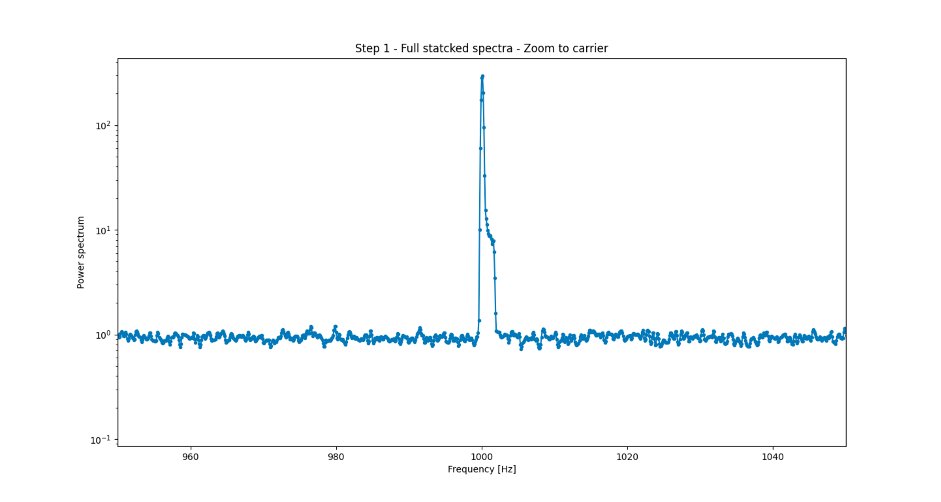 Step 1 - Full statcked spectra - Zoom to carrier
Power spectrum
10²
10¹
10⁰
10⁻¹
960 980 1000 1020 1040
Frequency [Hz]